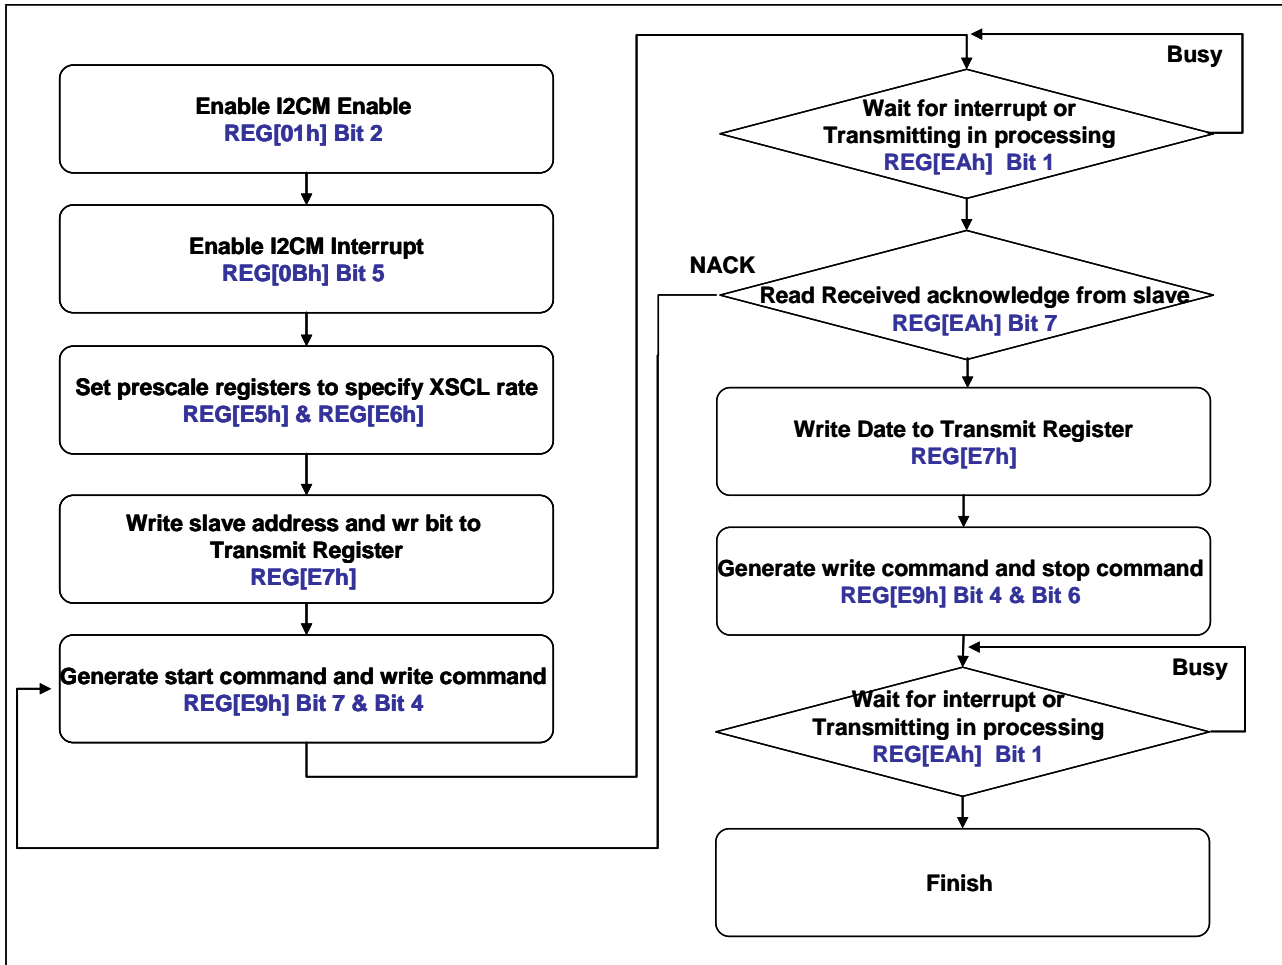 Enable I2CM Enable
REG[01h] Bit 2
Enable I2CM Interrupt
REG[0Bh] Bit 5
Set prescale registers to specify XSCL rate
REG[E5h] & REG[E6h]
Write slave address and wr bit to
Transmit Register
REG[E7h]
Generate start command and write command
REG[E9h] Bit 7 & Bit 4
Busy
Wait for interrupt or
Transmitting in processing
REG[EAh] Bit 1
NACK
Read Received acknowledge from slave
REG[EAh] Bit 7
Write Date to Transmit Register
REG[E7h]
Generate write command and stop command
REG[E9h] Bit 4 & Bit 6
Busy
Wait for interrupt or
Transmitting in processing
REG[EAh] Bit 1
Finish